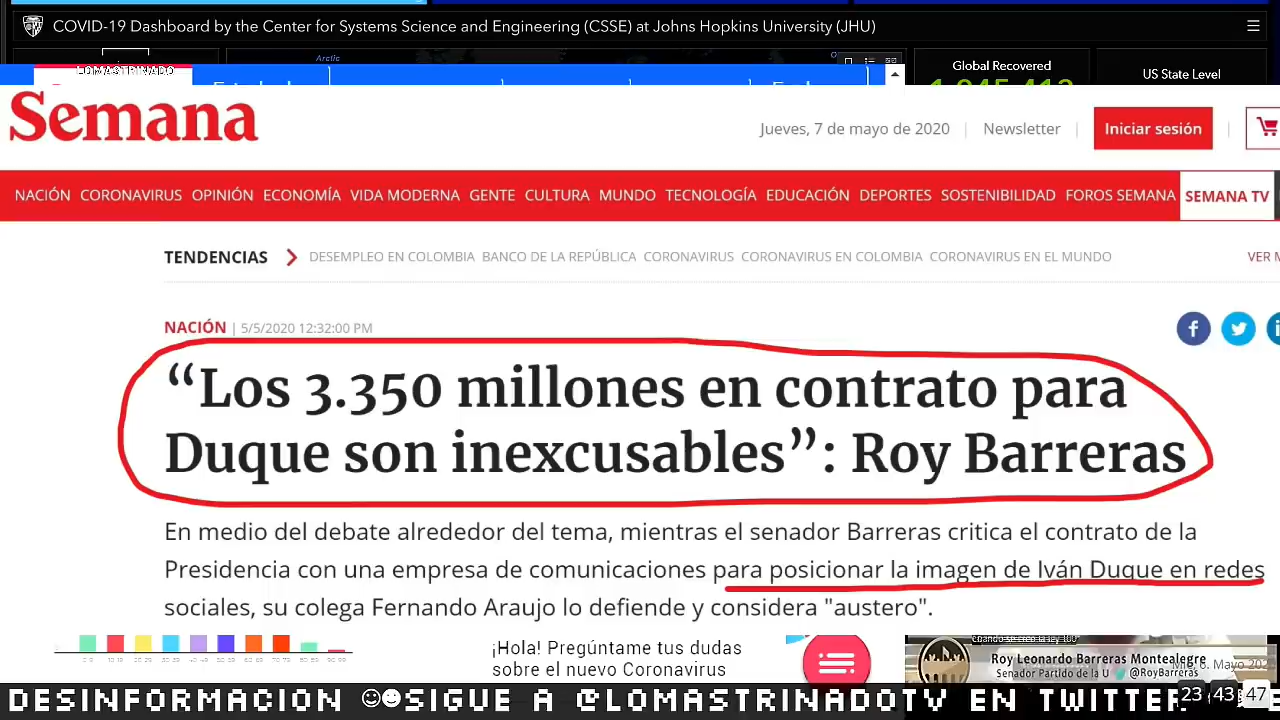 COVID-19 Dashboard by the Center for Systems Science and Engineering (CSSE) at Johns Hopkins University (JHU)
Arctic
Global Recovered
US State Level
LOMASTRINADO
Semana
Jueves, 7 de mayo de 2020 | Newsletter | Iniciar sesión |
NACIÓN CORONAVIRUS OPINIÓN ECONOMÍA VIDA MODERNA GENTE CULTURA MUNDO TECNOLOGÍA EDUCACIÓN DEPORTES SOSTENIBILIDAD FOROS SEMANA SEMANA TV
TENDENCIAS DESEMPLEO EN COLOMBIA BANCO DE LA REPÚBLICA CORONAVIRUS CORONAVIRUS EN COLOMBIA CORONAVIRUS EN EL MUNDO VER
NACIÓN | 5/5/2020 12:32:00 PM
“Los 3.350 millones en contrato para
Duque son inexcusables”: Roy Barreras
En medio del debate alrededor del tema, mientras el senador Barreras critica el contrato de la
Presidencia con una empresa de comunicaciones para posicionar la imagen de Iván Duque en redes
sociales, su colega Fernando Araujo lo defiende y considera "austero".
¡Hola! Pregúntame tus dudas
sobre el nuevo Coronavirus
Roy Leonardo Barreras Montealegre
Senador Partido de la U @RoyBarreras
DESINFORMACION SIGUE A @LOMASTRINADOTV EN TWITTER
23 43 47